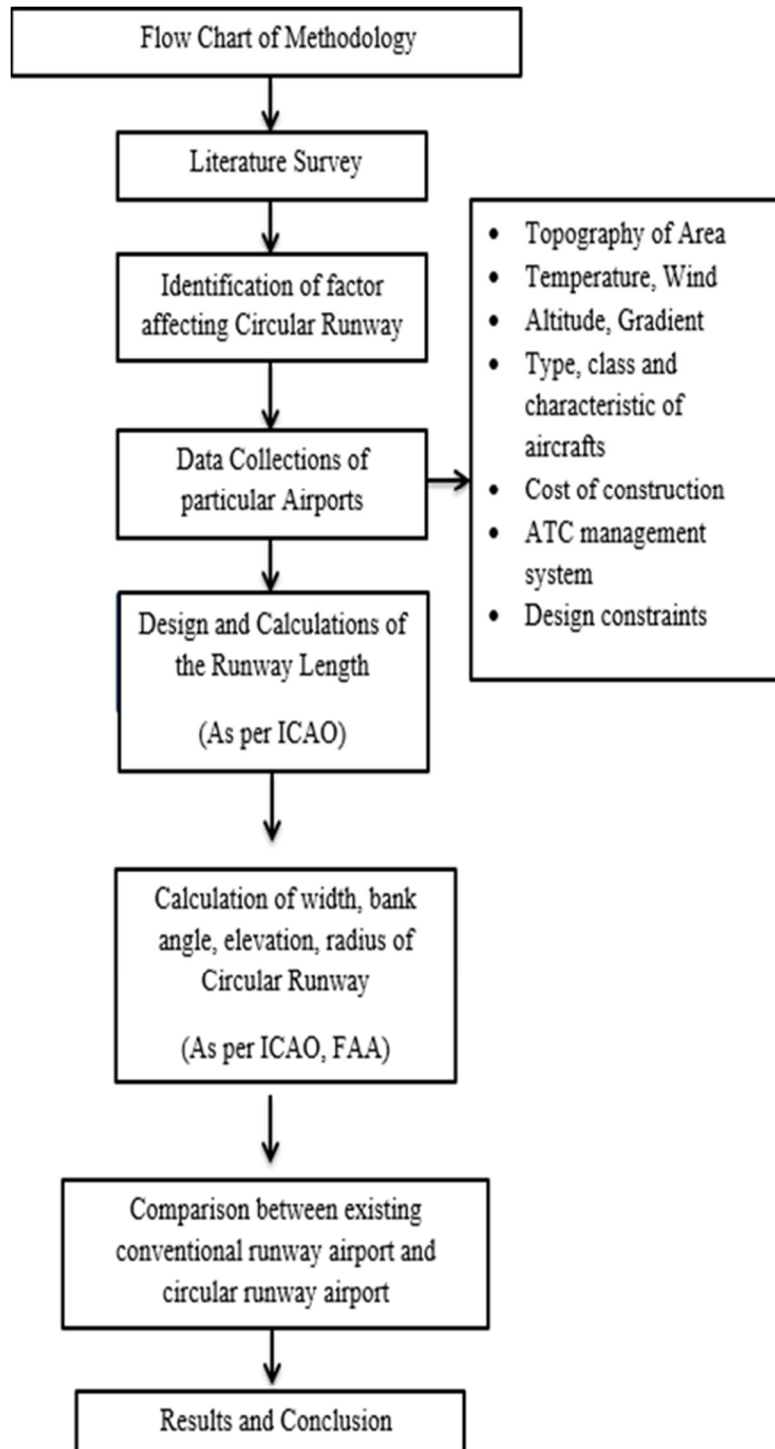 Flow Chart of Methodology
Literature Survey
Identification of factor
affecting Circular Runway
Data Collections of
particular Airports
• Topography of Area
• Temperature, Wind
• Altitude, Gradient
• Type, class and
characteristic of
aircrafts
• Cost of construction
• ATC management
system
• Design constraints
Design and Calculations of
the Runway Length
(As per ICAO)
Calculation of width, bank
angle, elevation, radius of
Circular Runway
(As per ICAO, FAA)
Comparison between existing
conventional runway airport and
circular runway airport
Results and Conclusion